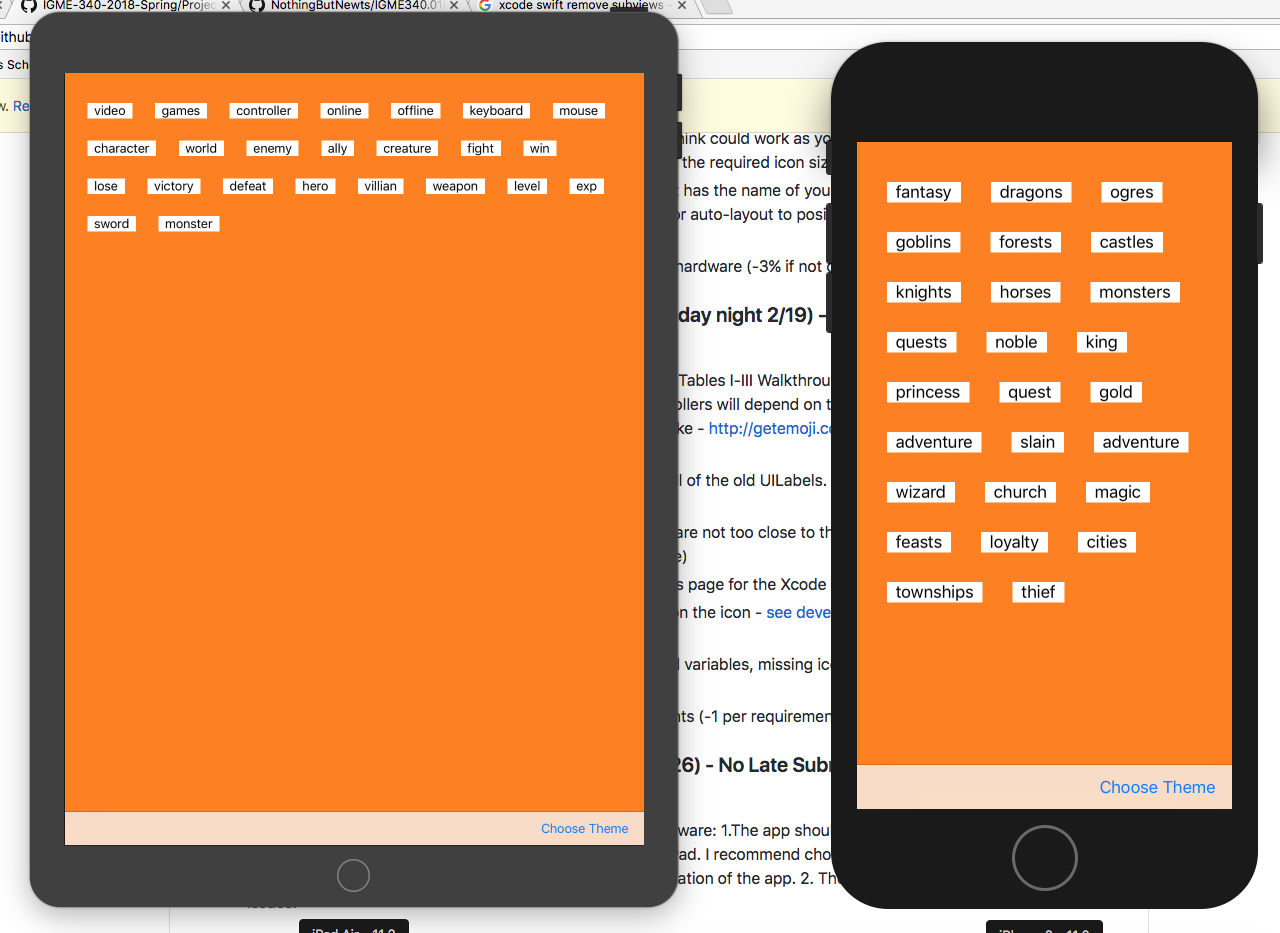 IGME-340-2018-Spring/Projec
NothingButNewts/IGME340.01
xcode swift remove subviews -
ithub
s Sch
w. Re
video games controller online offline keyboard mouse
character world enemy ally creature fight win
lose victory defeat hero villian weapon level exp
sword monster
Choose Theme
hink could work as yo
the required icon siz
has the name of you
or auto-layout to posi
hardware (-3% if not
day night 2/19) -
Tables I-III Walkthrou
ollers will depend on t
ke - http://getemoji.co
l of the old UILabels.
are not too close to th
e)
s page for the Xcode
on the icon - see deve
d variables, missing ico
nts (-1 per requiremen
26) - No Late Subm
ware: 1.The app shou
ad. I recommend cho
ation of the app. 2. Th
fantasy dragons ogres
goblins forests castles
knights horses monsters
quests noble king
princess quest gold
adventure slain adventure
wizard church magic
feasts loyalty cities
townships thief
Choose Theme